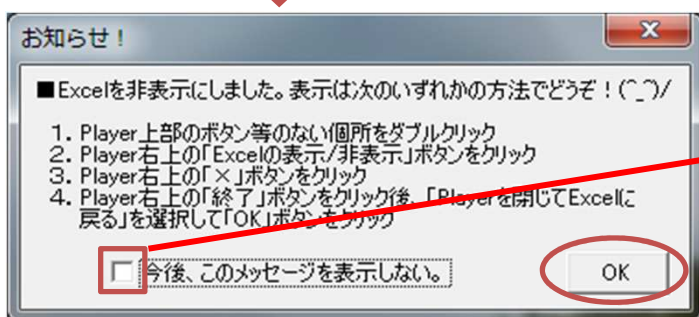 お知らせ！
■Excelを非表示にしました。表示は次のいずれかの方法でどうぞ！(^_^)/
1. Player上部のボタン等のない個所をダブルクリック
2. Player右上の「Excelの表示/非表示」ボタンをクリック
3. Player右上の「×」ボタンをクリック
4. Player右上の「終了」ボタンをクリック後、「Playerを閉じてExcelに
戻る」を選択して「OK」ボタンをクリック
今後、このメッセージを表示しない。
OK